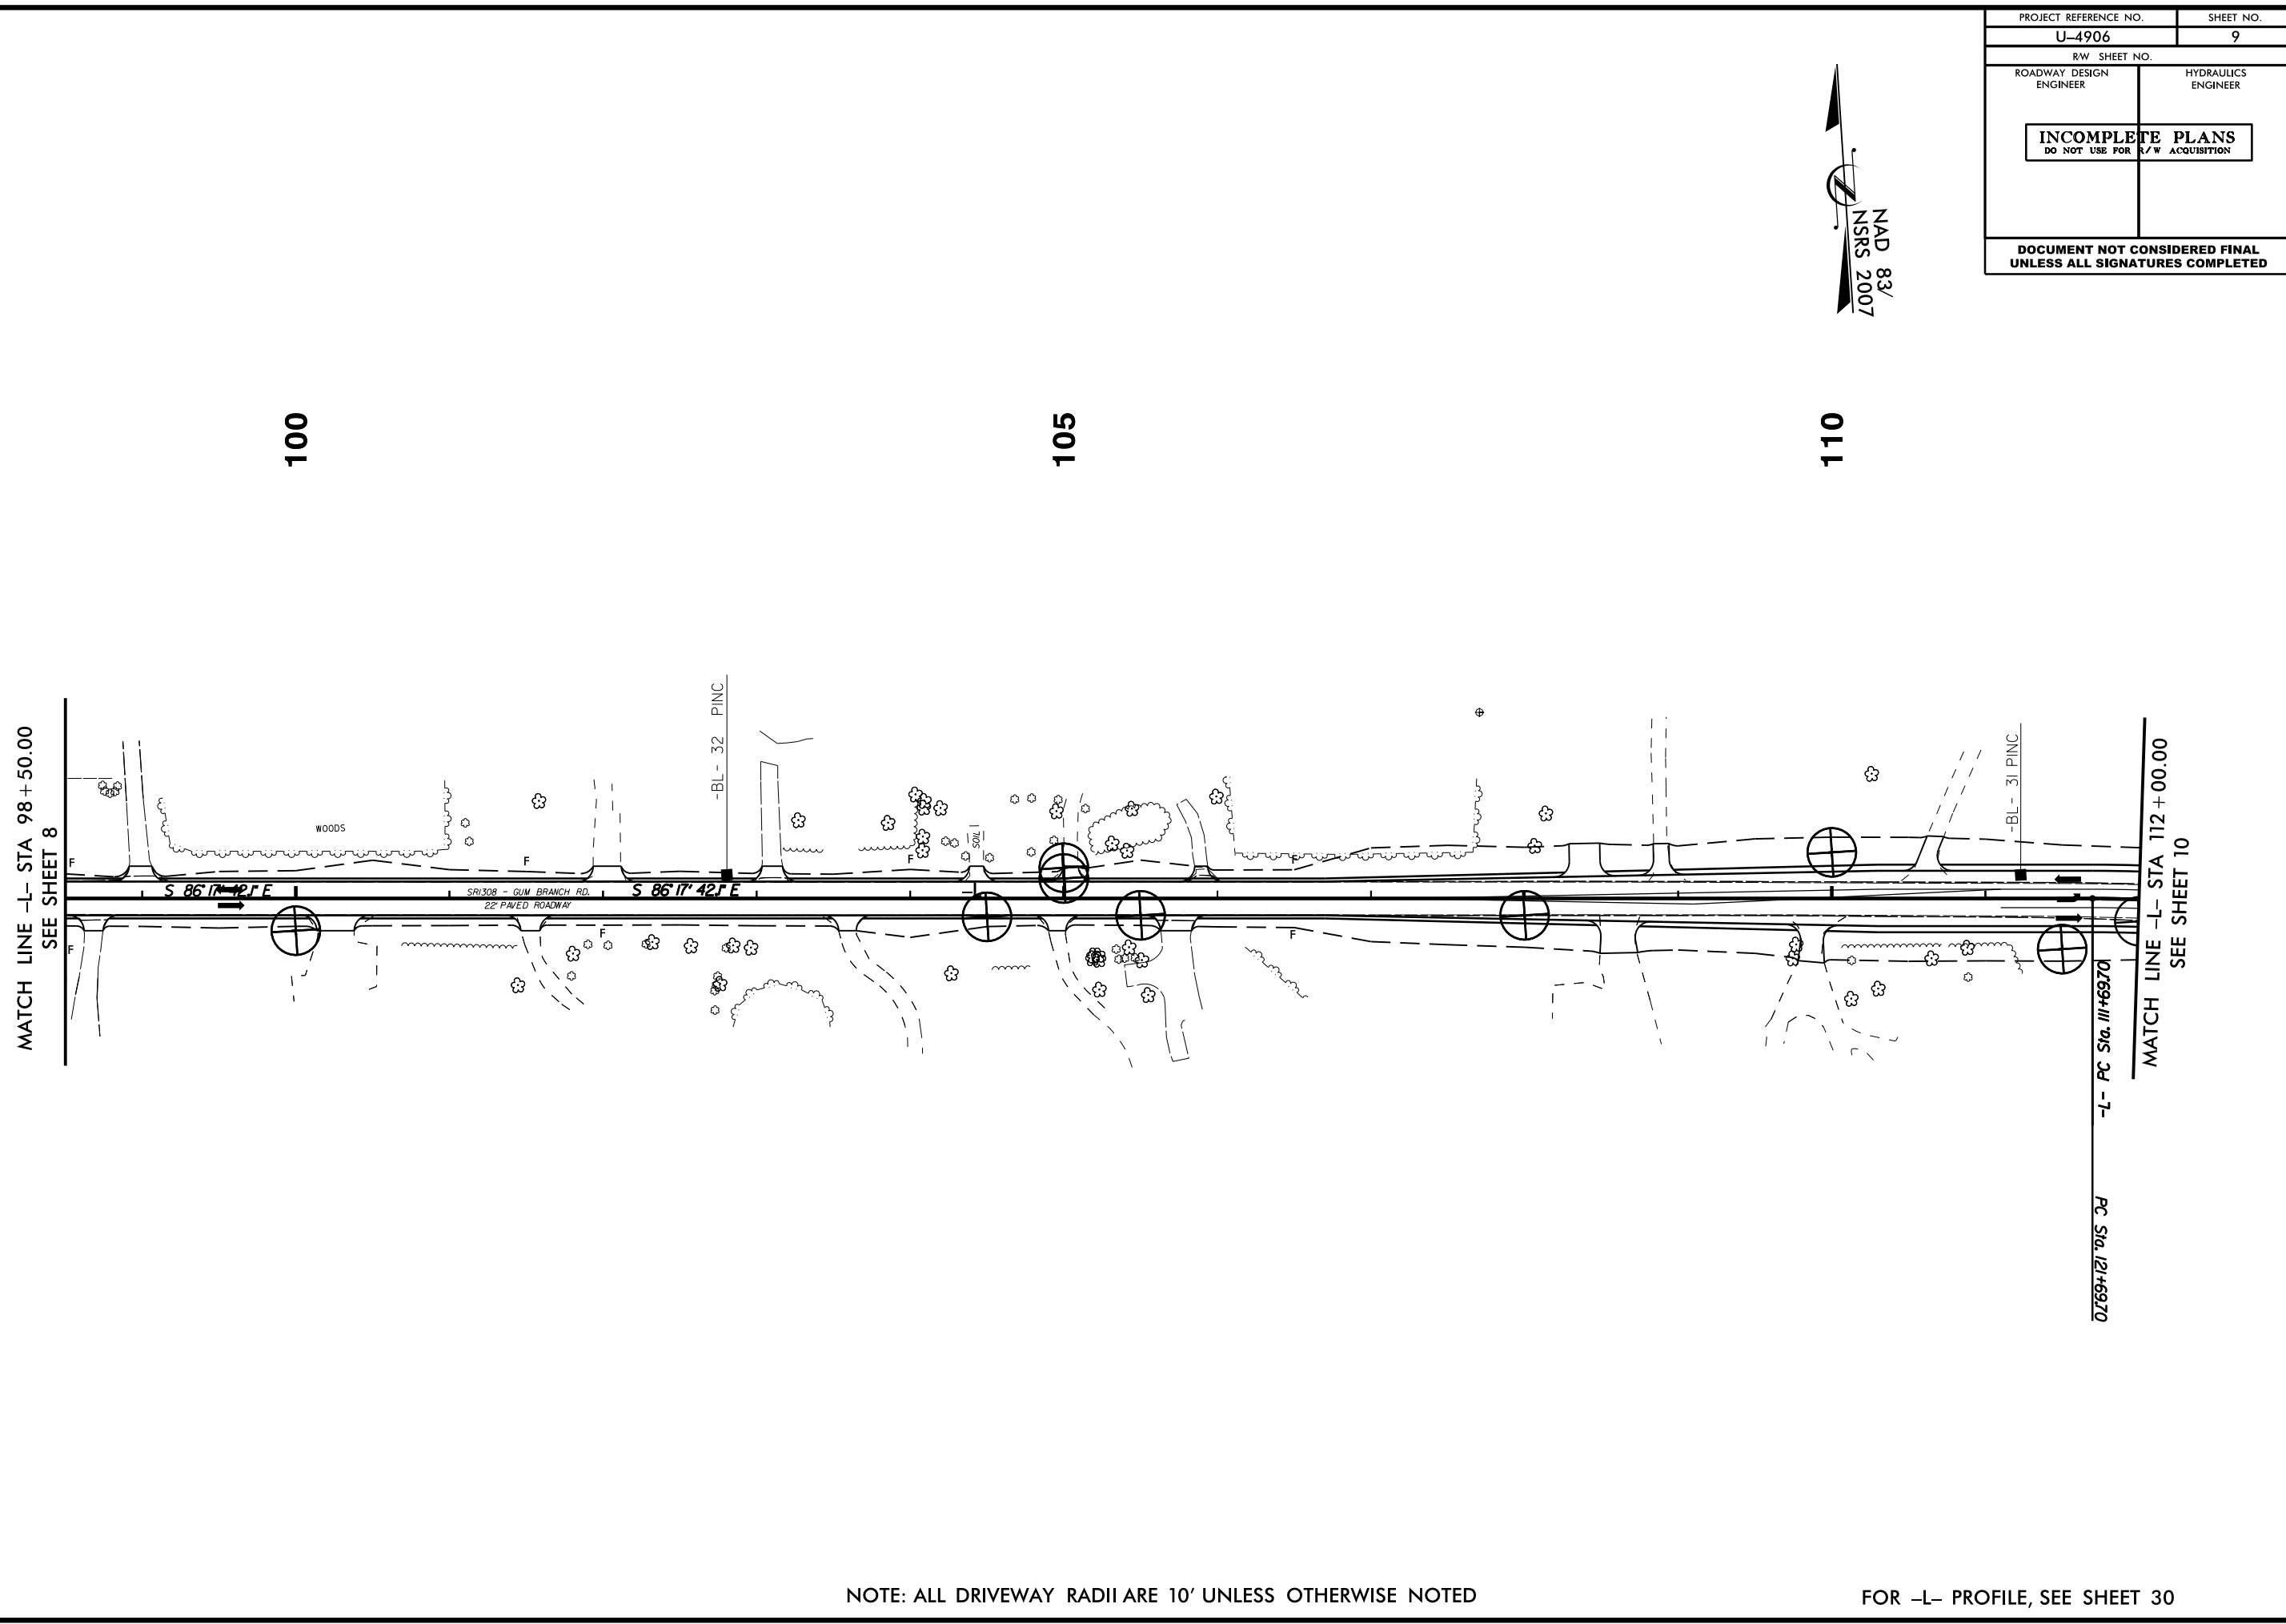 PROJECT REFERENCE NO. SHEET NO.
U–4906 9
RW SHEET NO.
ROADWAY DESIGN ENGINEER
HYDRAULICS ENGINEER
INCOMPLETE PLANS
DO NOT USE FOR R/W ACQUISITION
DOCUMENT NOT CONSIDERED FINAL
UNLESS ALL SIGNATURES COMPLETED
NAD 83/
NSRS 2007
100
105
110
MATCH LINE –L– STA 98+50.00
SEE SHEET 8
-BL- 32 PINC
-BL- 31 PINC
WOODS
SOIL
F
F
F
F
S 86° 17' 42.1" E
SR1308 - GUM BRANCH RD.
S 86° 17' 42.1" E
22' PAVED ROADWAY
F
F
F
MATCH LINE –L– STA 112+00.00
SEE SHEET 10
-L- PC Sta. 111+69.70
PC Sta. 121+69.70
NOTE: ALL DRIVEWAY RADII ARE 10' UNLESS OTHERWISE NOTED
FOR –L– PROFILE, SEE SHEET 30